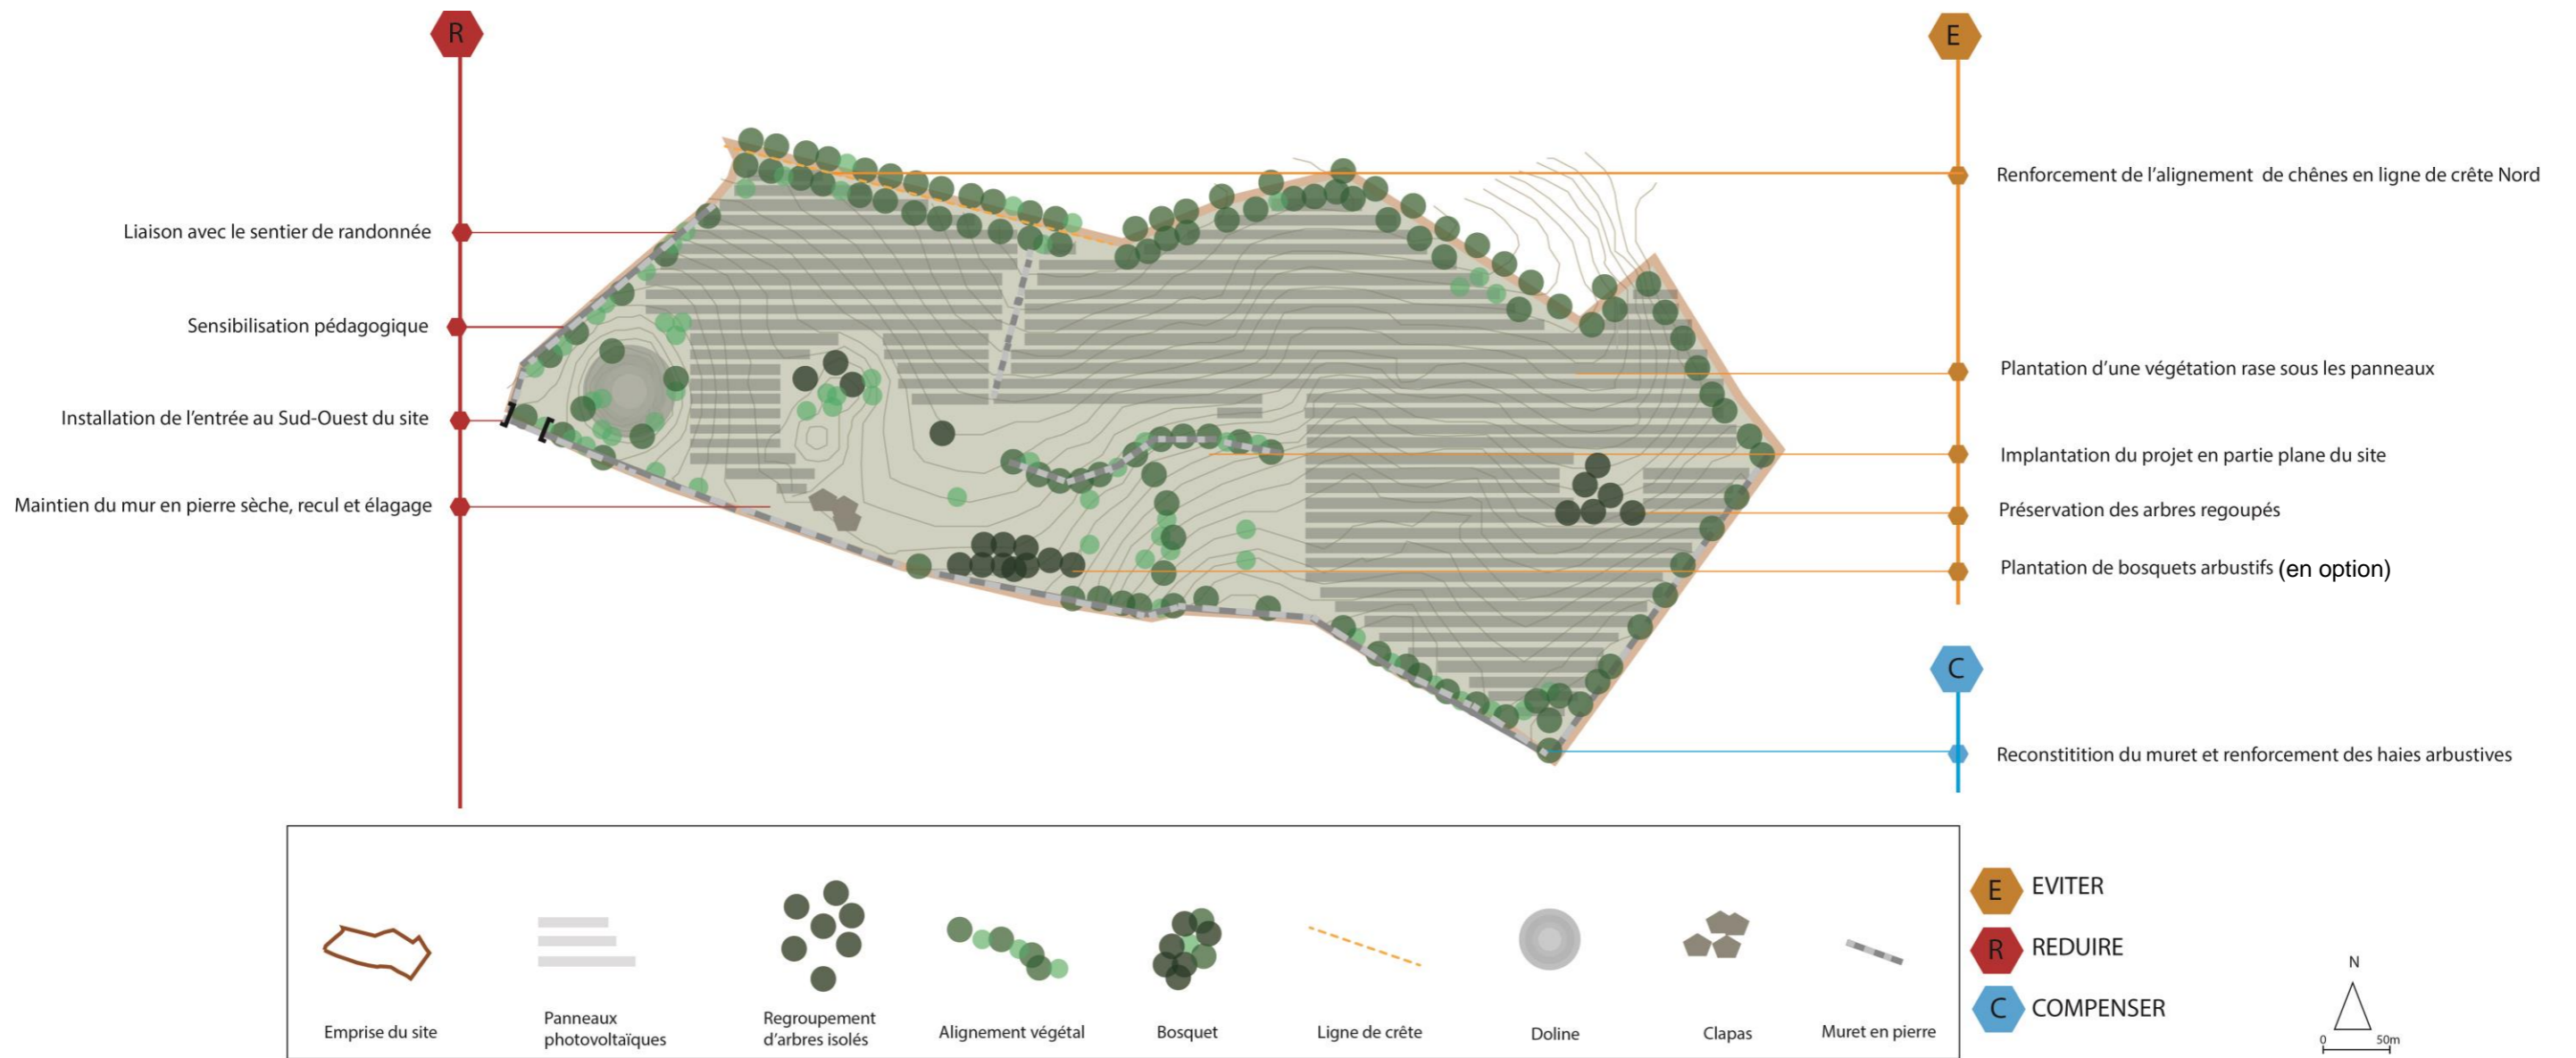 R
Liaison avec le sentier de randonnée
Sensibilisation pédagogique
Installation de l'entrée au Sud-Ouest du site
Maintien du mur en pierre sèche, recul et élagage
E
Renforcement de l'alignement  de chênes en ligne de crête Nord
Plantation d'une végétation rase sous les panneaux
Implantation du projet en partie plane du site
Préservation des arbres regoupés
Plantation de bosquets arbustifs (en option)
C
Reconstitition du muret et renforcement des haies arbustives
Emprise du site
Panneaux
photovoltaïques
Regroupement
d'arbres isolés
Alignement végétal
Bosquet
Ligne de crête
Doline
Clapas
Muret en pierre
E EVITER
R REDUIRE
C COMPENSER
N
0 50m